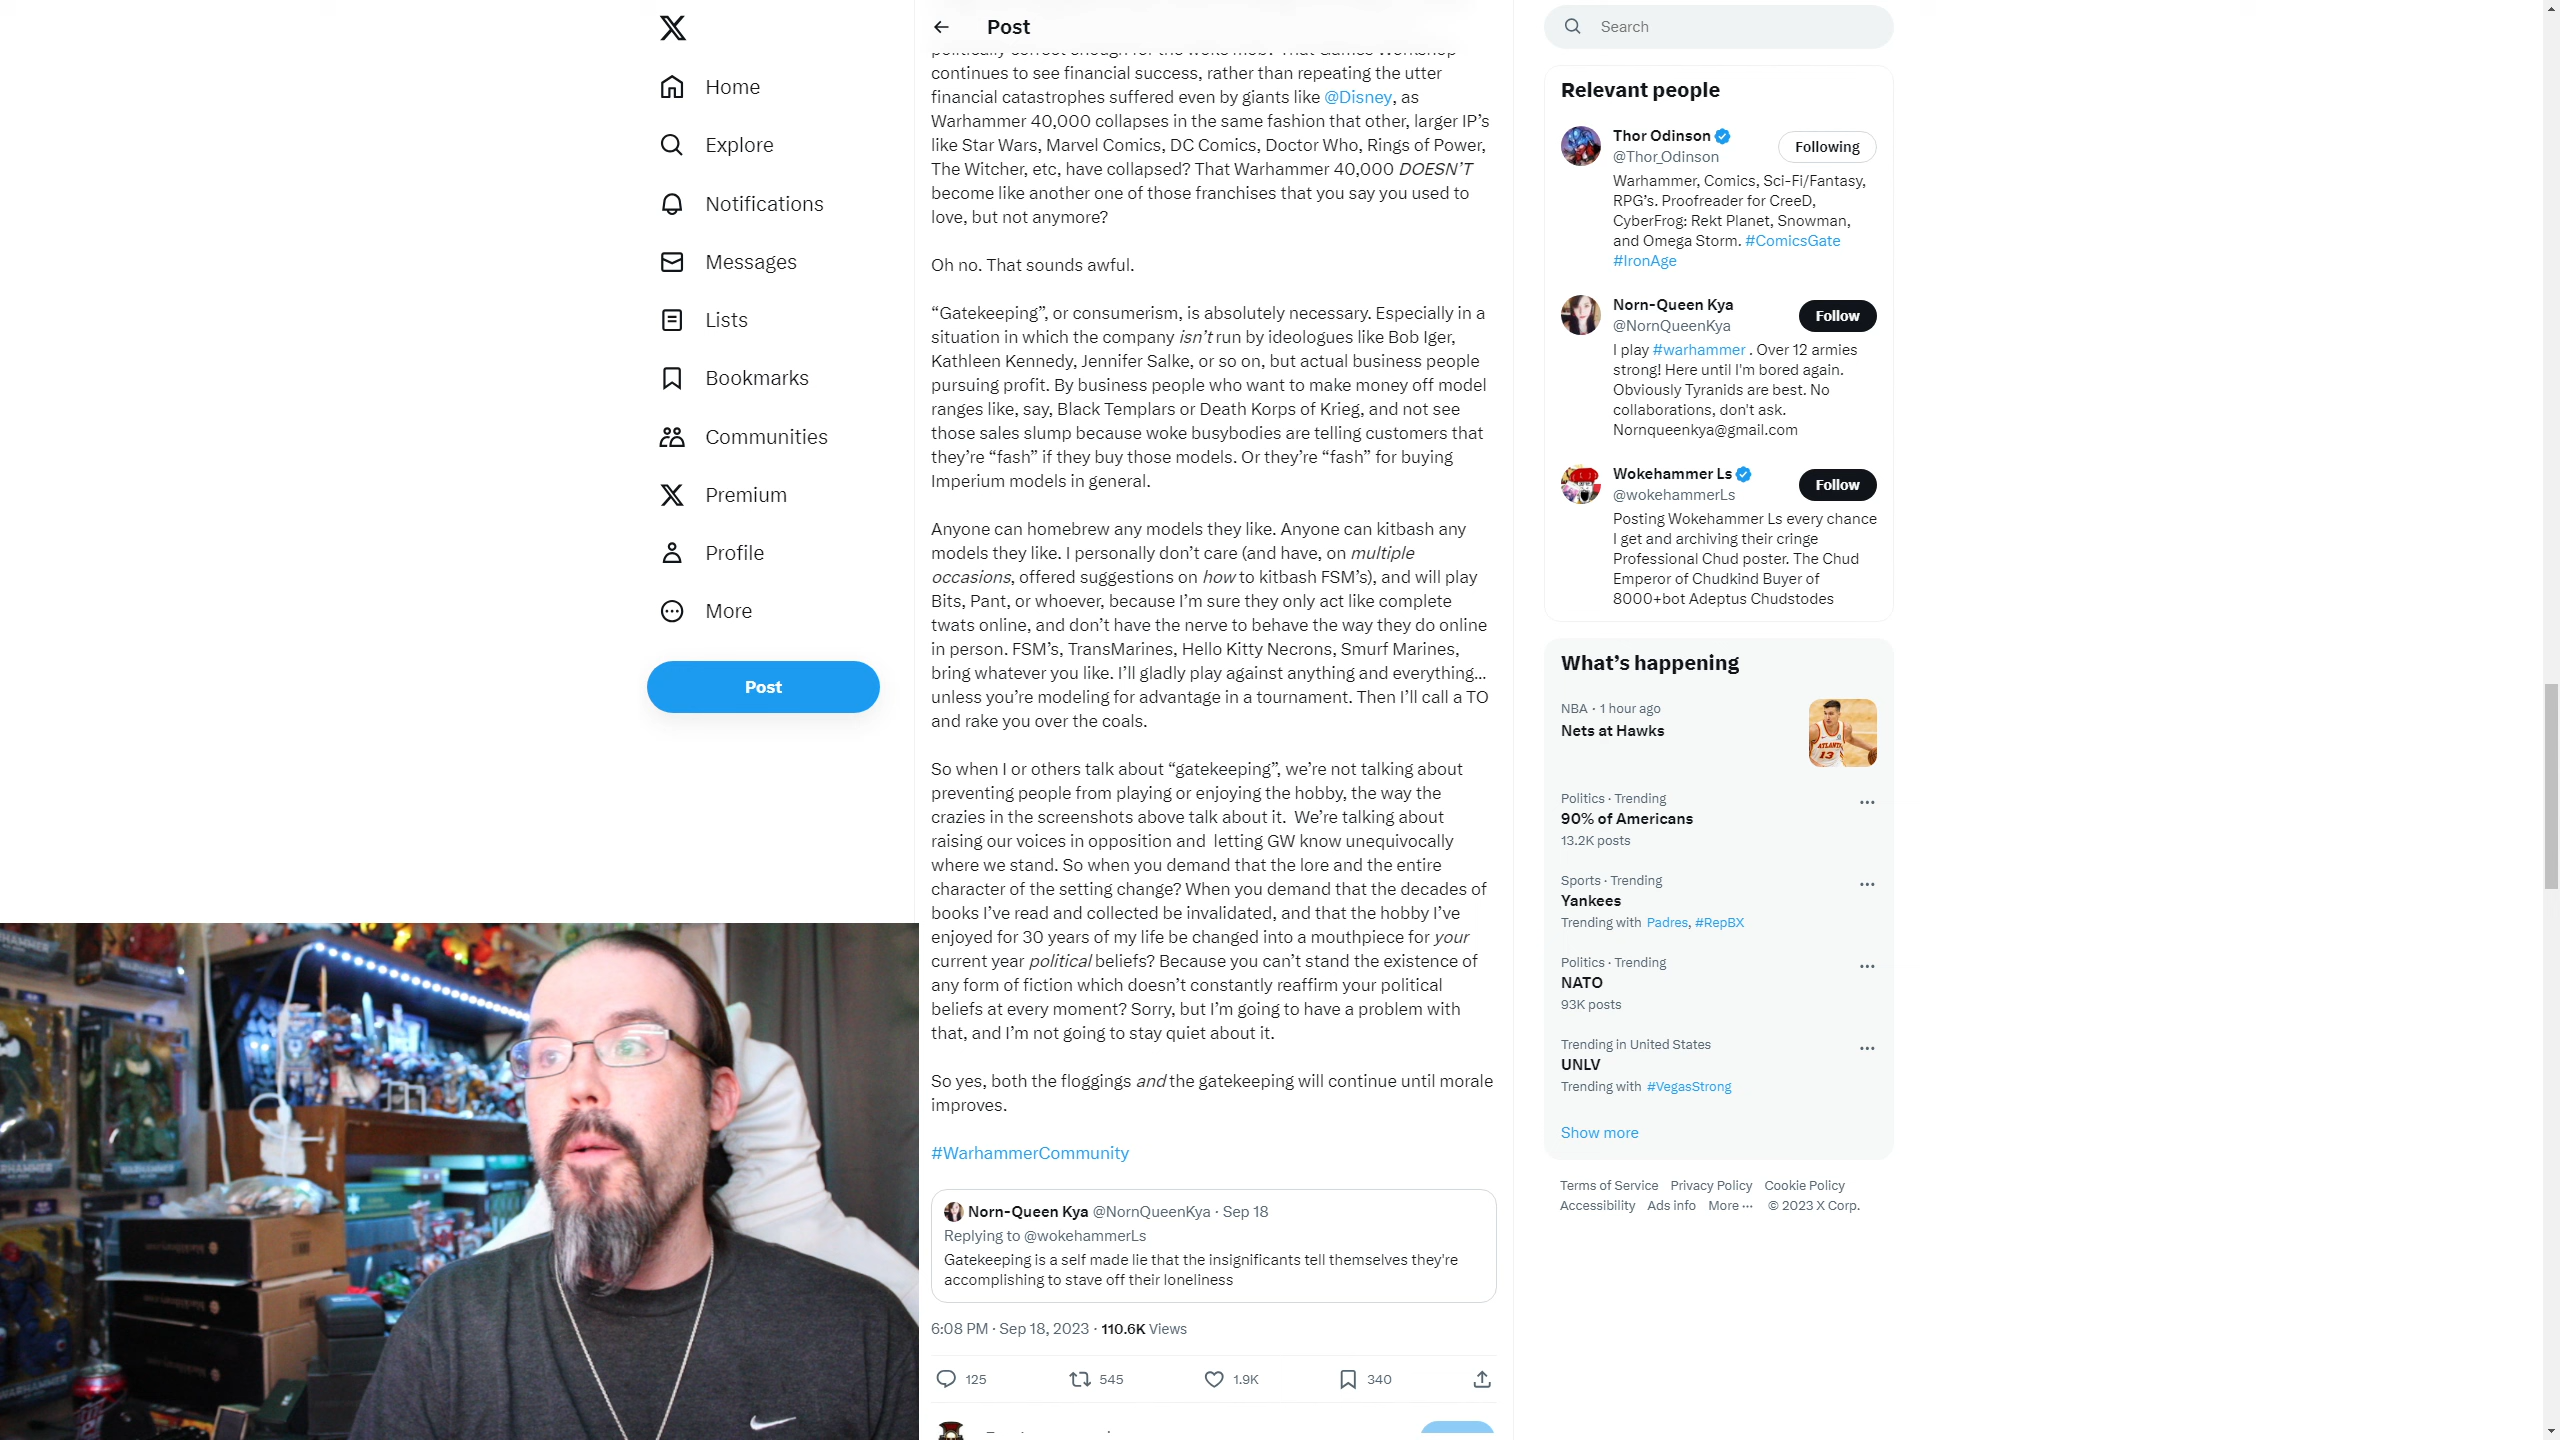 Home
Explore
Notifications
Messages
Lists
Bookmarks
Communities
Premium
Profile
More
Post
Post
politically correct enough for the woke mob? That Games Workshop
continues to see financial success, rather than repeating the utter
financial catastrophes suffered even by giants like @Disney, as
Warhammer 40,000 collapses in the same fashion that other, larger IP’s
like Star Wars, Marvel Comics, DC Comics, Doctor Who, Rings of Power,
The Witcher, etc, have collapsed? That Warhammer 40,000 DOESN’T
become like another one of those franchises that you say you used to
love, but not anymore?
Oh no. That sounds awful.
“Gatekeeping”, or consumerism, is absolutely necessary. Especially in a
situation in which the company isn’t run by ideologues like Bob Iger,
Kathleen Kennedy, Jennifer Salke, or so on, but actual business people
pursuing profit. By business people who want to make money off model
ranges like, say, Black Templars or Death Korps of Krieg, and not see
those sales slump because woke busybodies are telling customers that
they’re “fash” if they buy those models. Or they’re “fash” for buying
Imperium models in general.
Anyone can homebrew any models they like. Anyone can kitbash any
models they like. I personally don’t care (and have, on multiple
occasions, offered suggestions on how to kitbash FSM’s), and will play
Bits, Pant, or whoever, because I’m sure they only act like complete
twats online, and don’t have the nerve to behave the way they do online
in person. FSM’s, TransMarines, Hello Kitty Necrons, Smurf Marines,
bring whatever you like. I’ll gladly play against anything and everything…
unless you’re modeling for advantage in a tournament. Then I’ll call a TO
and rake you over the coals.
So when I or others talk about “gatekeeping”, we’re not talking about
preventing people from playing or enjoying the hobby, the way the
crazies in the screenshots above talk about it.  We’re talking about
raising our voices in opposition and  letting GW know unequivocally
where we stand. So when you demand that the lore and the entire
character of the setting change? When you demand that the decades of
books I’ve read and collected be invalidated, and that the hobby I’ve
enjoyed for 30 years of my life be changed into a mouthpiece for your
current year political beliefs? Because you can’t stand the existence of
any form of fiction which doesn’t constantly reaffirm your political
beliefs at every moment? Sorry, but I’m going to have a problem with
that, and I’m not going to stay quiet about it.
So yes, both the floggings and the gatekeeping will continue until morale
improves.
#WarhammerCommunity
Norn-Queen Kya @NornQueenKya · Sep 18
Replying to @wokehammerLs
Gatekeeping is a self made lie that the insignificants tell themselves they're
accomplishing to stave off their loneliness
6:08 PM · Sep 18, 2023 · 110.6K Views
125 545 1.9K 340
Search
Relevant people
Thor Odinson
@Thor_Odinson
Following
Warhammer, Comics, Sci-Fi/Fantasy,
RPG’s. Proofreader for CreeD,
CyberFrog: Rekt Planet, Snowman,
and Omega Storm. #ComicsGate
#IronAge
Norn-Queen Kya
@NornQueenKya
Follow
I play #warhammer . Over 12 armies
strong! Here until I'm bored again.
Obviously Tyranids are best. No
collaborations, don't ask.
Nornqueenkya@gmail.com
Wokehammer Ls
@wokehammerLs
Follow
Posting Wokehammer Ls every chance
I get and archiving their cringe
Professional Chud poster. The Chud
Emperor of Chudkind Buyer of
8000+bot Adeptus Chudstodes
What’s happening
NBA · 1 hour ago
Nets at Hawks
ATLANTA
13
Politics · Trending
90% of Americans
13.2K posts
Sports · Trending
Yankees
Trending with Padres, #RepBX
Politics · Trending
NATO
93K posts
Trending in United States
UNLV
Trending with #VegasStrong
Show more
Terms of Service Privacy Policy Cookie Policy
Accessibility Ads info More ··· © 2023 X Corp.